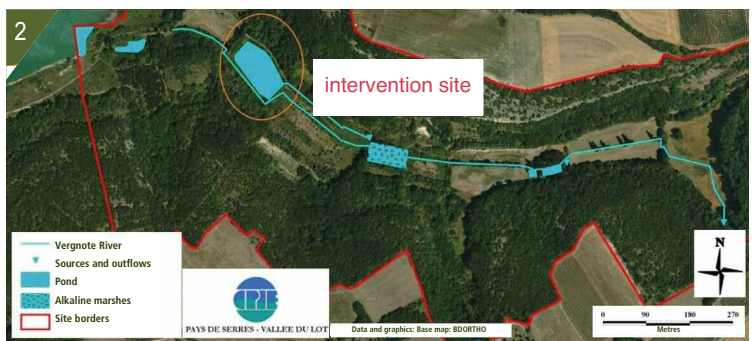 2
intervention site
Vergnote River
Sources and outflows
Pond
Alkaline marshes
Site borders
CPIE
PAYS DE SERRES - VALLEE DU LOT
Data and graphics: Base map: BDORTHO
N
0 90 180 270
Metres